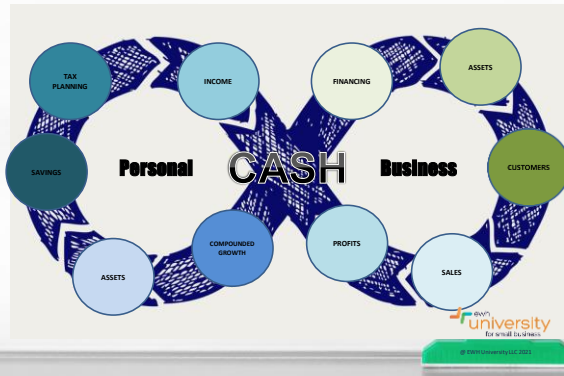 TAX
PLANNING
INCOME
FINANCING
ASSETS
SAVINGS
Personal
CASH
Business
CUSTOMERS
COMPOUNDED
GROWTH
PROFITS
ASSETS
SALES
ewh
university
for small business
@ EWH University LLC 2021